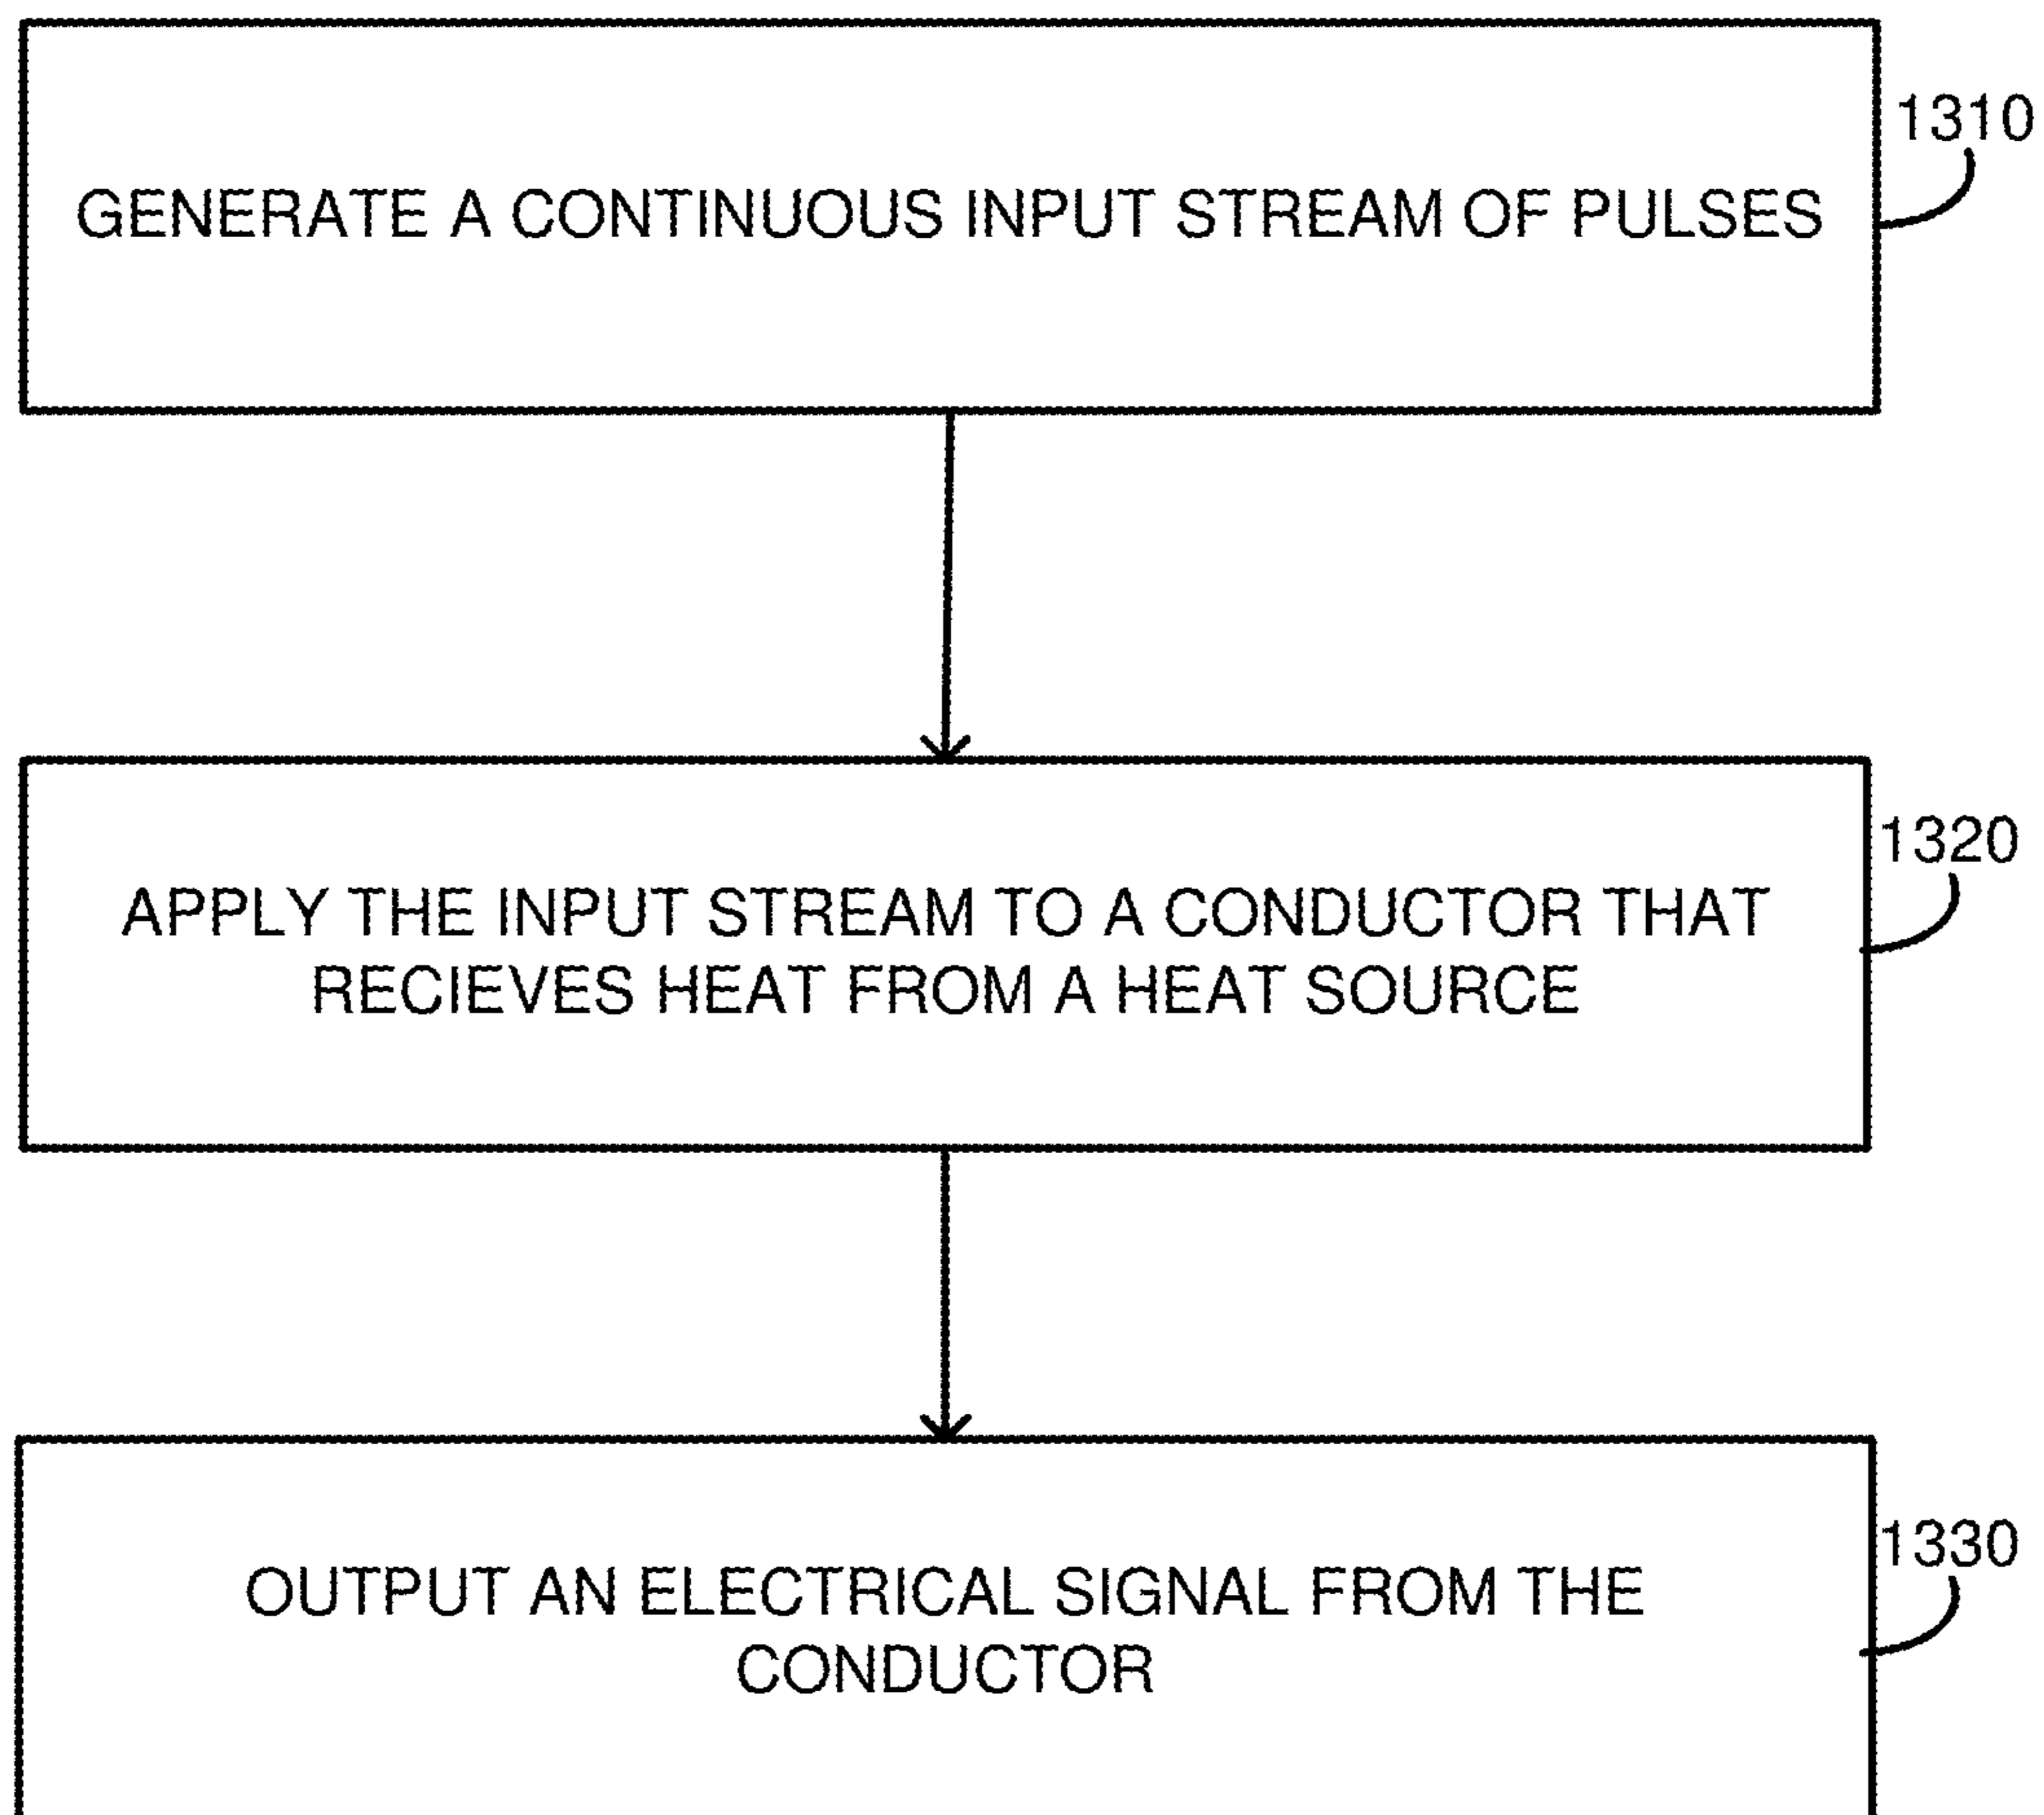 1310
GENERATE A CONTINUOUS INPUT STREAM OF PULSES
1320
APPLY THE INPUT STREAM TO A CONDUCTOR THAT
RECIEVES HEAT FROM A HEAT SOURCE
1330
OUTPUT AN ELECTRICAL SIGNAL FROM THE
CONDUCTOR